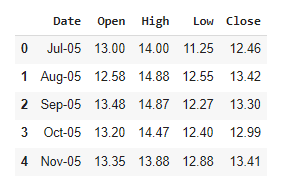 Date Open High Low Close
0 Jul-05 13.00 14.00 11.25 12.46
1 Aug-05 12.58 14.88 12.55 13.42
2 Sep-05 13.48 14.87 12.27 13.30
3 Oct-05 13.20 14.47 12.40 12.99
4 Nov-05 13.35 13.88 12.88 13.41